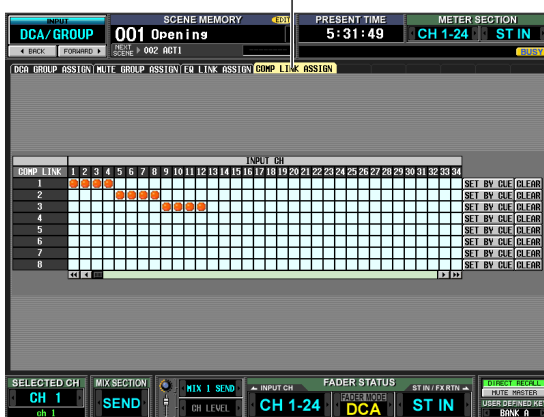 INPUT
DCA/GROUP
◀ BACK FORWARD ▶
SCENE MEMORY EDIT
001 Opening
NEXT SCENE ▶ 002 ACT1
PRESENT TIME
5:31:49
METER SECTION
CH 1-24 ST IN
BUSY
DCA GROUP ASSIGN MUTE GROUP ASSIGN EQ LINK ASSIGN COMP LINK ASSIGN
INPUT CH
COMP LINK 1 2 3 4 5 6 7 8 9 10 11 12 13 14 15 16 17 18 19 20 21 22 23 24 25 26 27 28 29 30 31 32 33 34
1 SET BY CUE CLEAR
2 SET BY CUE CLEAR
3 SET BY CUE CLEAR
4 SET BY CUE CLEAR
5 SET BY CUE CLEAR
6 SET BY CUE CLEAR
7 SET BY CUE CLEAR
8 SET BY CUE CLEAR
SELECTED CH
CH 1
ch 1
MIX SECTION
SEND
MIX 1 SEND
CH LEVEL
FADER STATUS
INPUT CH
CH 1-24
FADER MODE
DCA
ST IN / FX RTN
ST IN
DIRECT RECALL
MUTE MASTER
USER DEFINED KEY
BANK A